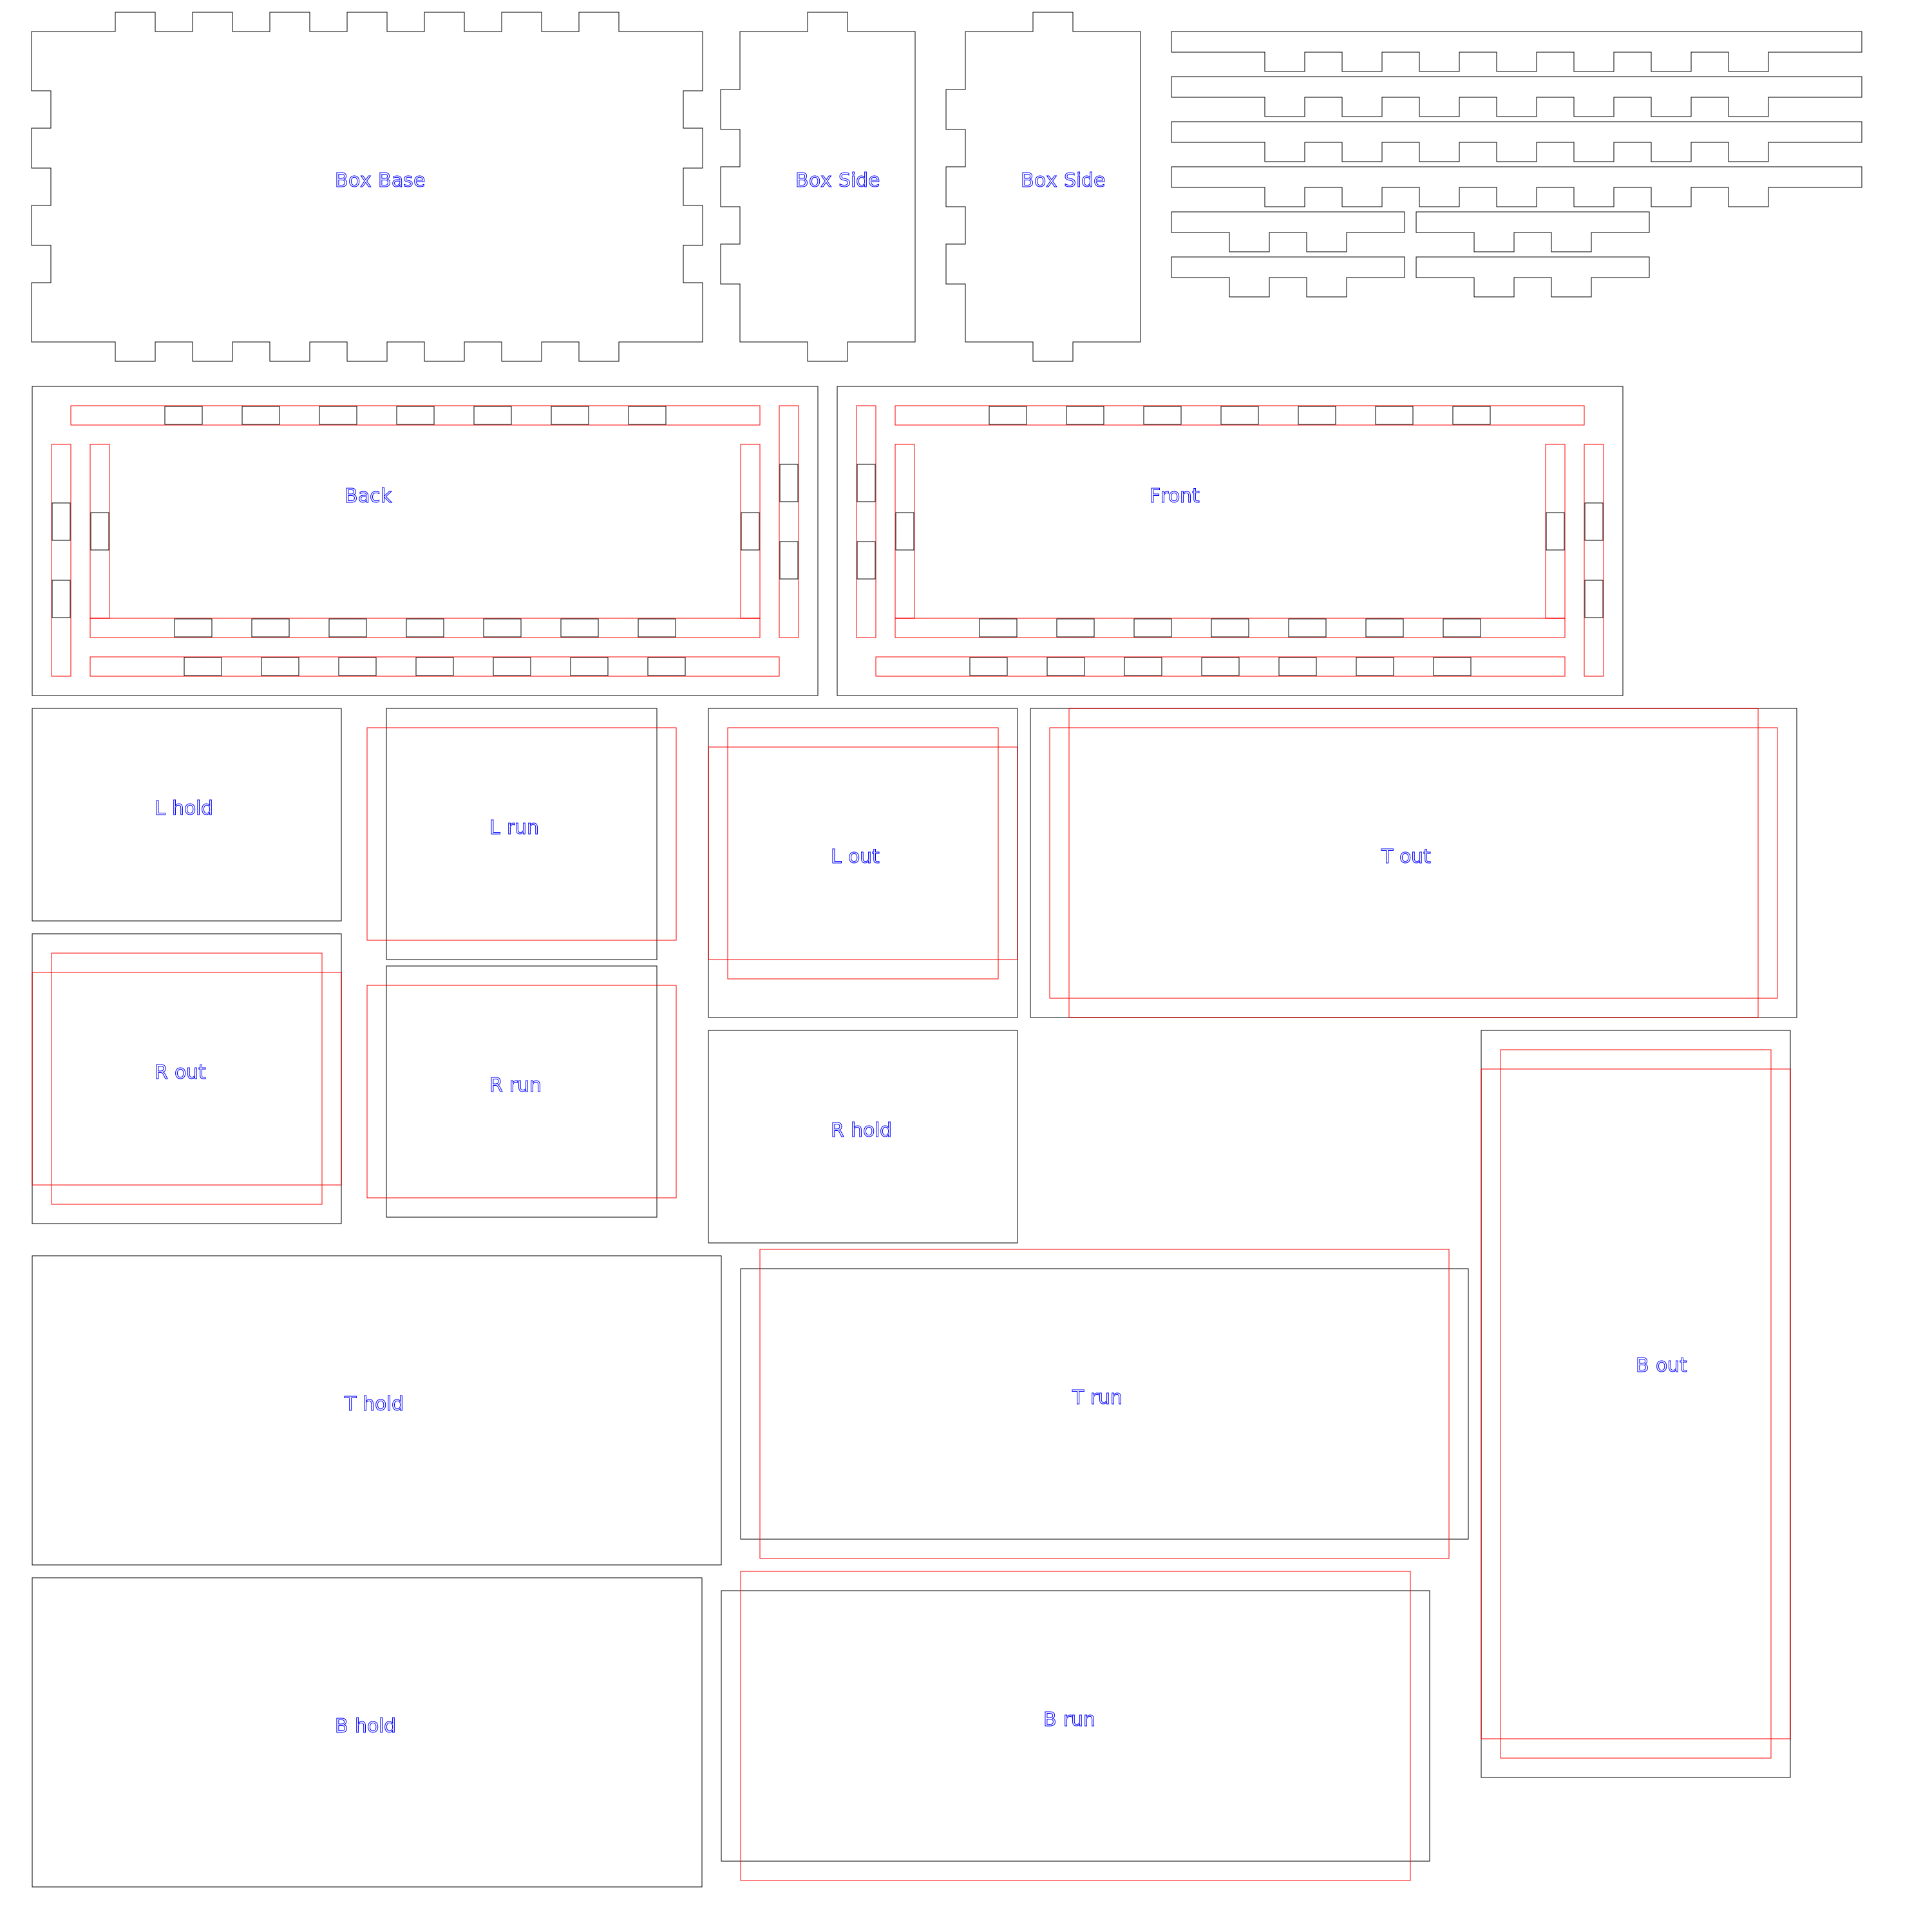 Box Base
Box Side
Box Side
Back
Front
L hold
L run
L out
T out
R out
R run
R hold
B out
T hold
T run
B hold
B run